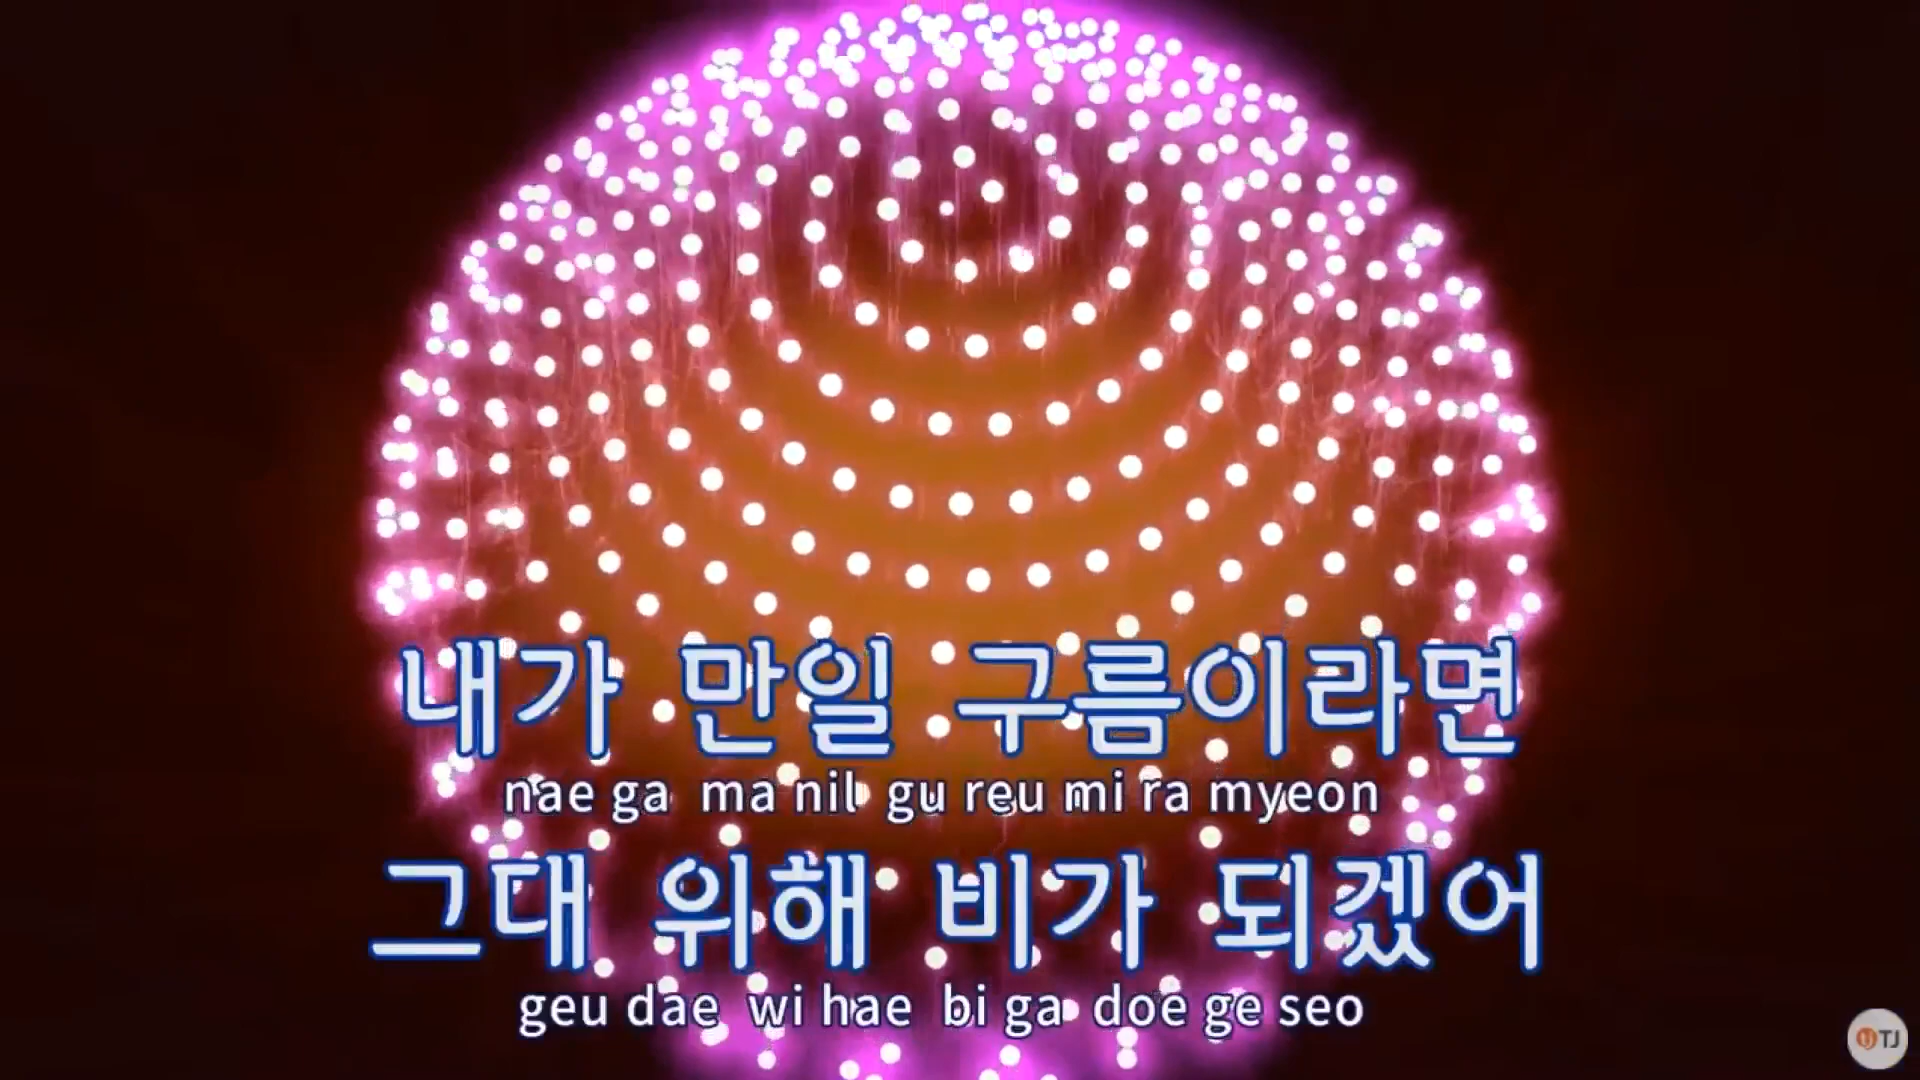 내가 만일 구름이라면
nae ga ma nil gu reu mi ra myeon
그대 위해 비가 되겠어
geu dae wi hae bi ga doe ge seo
TJ